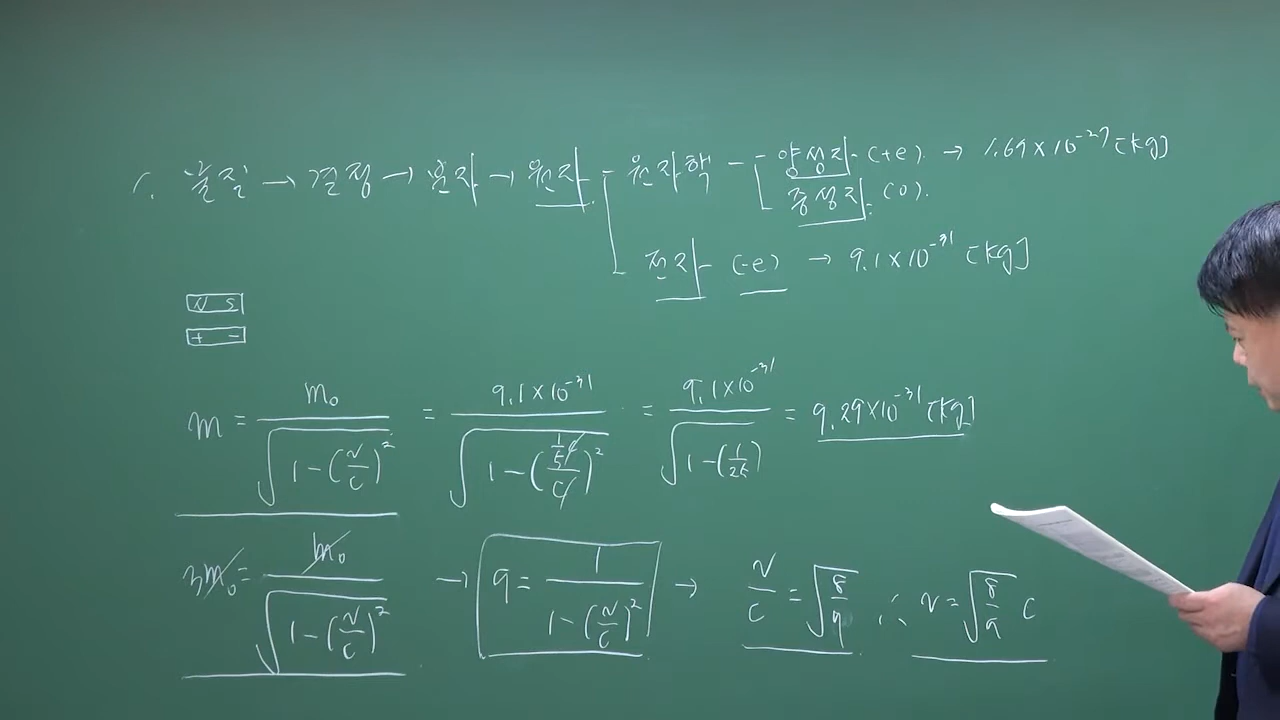 1. 물질 → 결정 → 분자 → 원자 - 원자핵 - 양성자 - (+e). → 1.69×10⁻²⁷ [kg]
중성자 : (0).
전자 - (-e) → 9.1×10⁻³¹ [kg]
N S
+ −
m = m₀ / √(1-(v/c)²) = 9.1×10⁻³¹ / √(1-(⅕c/c)²) = 9.1×10⁻³¹ / √(1-(1/25)) = 9.29×10⁻³¹ [kg]
3m₀ = m₀ / √(1-(v/c)²) → 9 = 1 / (1-(v/c)²) → v/c = √(8/9) ∴ v = √(8/9) c